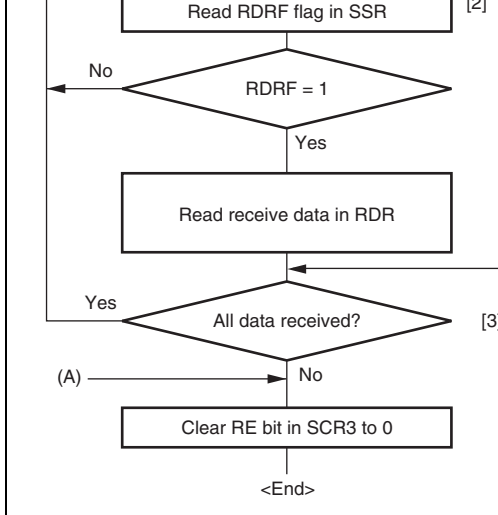 Read RDRF flag in SSR
[2]
No
RDRF = 1
Yes
Read receive data in RDR
Yes
All data received?
[3]
(A)
No
Clear RE bit in SCR3 to 0
<End>